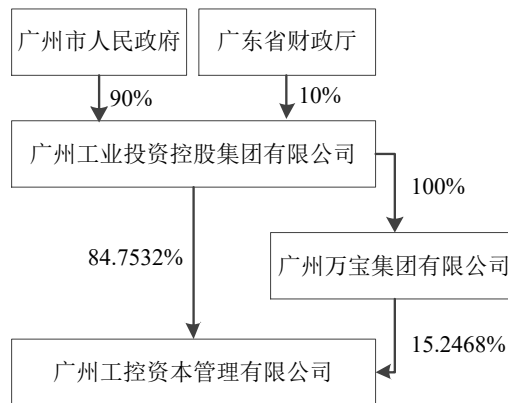 广州市人民政府
广东省财政厅
90%
10%
广州工业投资控股集团有限公司
100%
84.7532%
广州万宝集团有限公司
15.2468%
广州工控资本管理有限公司